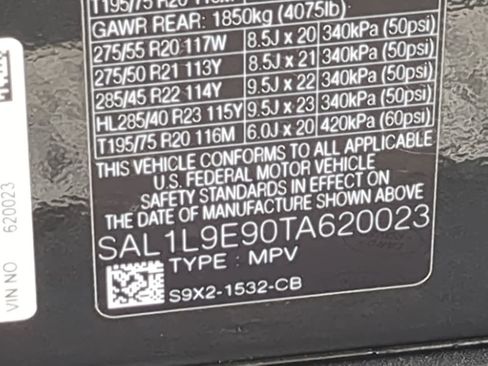 T195/75 R20 116M
GAWR REAR: 1850kg (4075lb)
275/55 R20 117W 8.5J x 20 340kPa (50psi)
275/50 R21 113Y 8.5J x 21 340kPa (50psi)
285/45 R22 114Y 9.5J x 22 340kPa (50psi)
HL285/40 R23 115Y 9.5J x 23 340kPa (50psi)
T195/75 R20 116M 6.0J x 20 420kPa (60psi)
THIS VEHICLE CONFORMS TO ALL APPLICABLE
U.S. FEDERAL MOTOR VEHICLE
SAFETY STANDARDS IN EFFECT ON
THE DATE OF MANUFACTURE SHOWN ABOVE
SAL1L9E90TA620023
TYPE : MPV
S9X2-1532-CB
VIN NO 620023